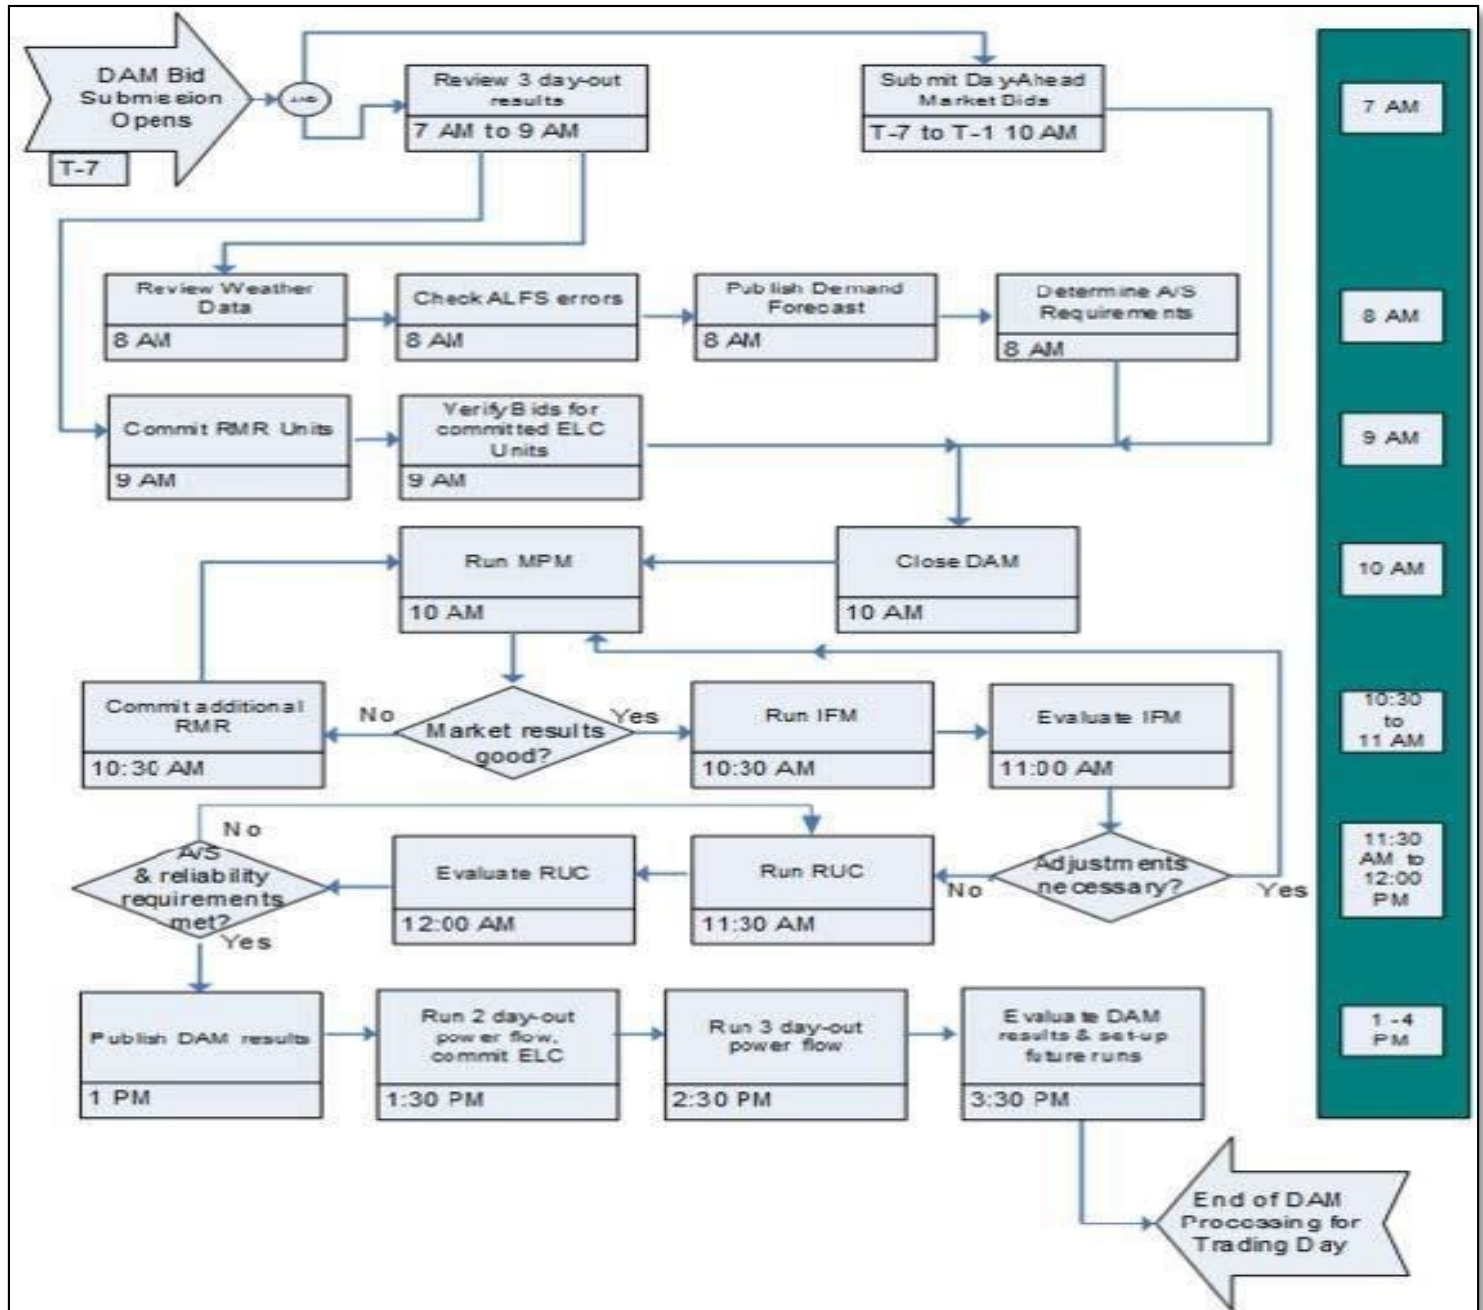 DAM Bid
Submission
Opens
T-7
AND
Review 3 day-out
results
7 AM to 9 AM
Submit Day-Ahead
Market Bids
T-7 to T-1 10 AM
7 AM
Review Weather
Data
8 AM
Check ALFS errors
8 AM
Publish Demand
Forecast
8 AM
Determine A/S
Requirements
8 AM
8 AM
Commit RMR Units
9 AM
Verify Bids for
committed ELC
Units
9 AM
9 AM
Run MPM
10 AM
Close DAM
10 AM
10 AM
Commit additional
RMR
10:30 AM
No
Market results
good?
Yes
Run IFM
10:30 AM
Evaluate IFM
11:00 AM
10:30
to
11 AM
No
A/S
& reliability
requirements
met?
Yes
Evaluate RUC
12:00 AM
Run RUC
11:30 AM
No
Adjustments
necessary?
Yes
11:30
AM to
12:00
PM
Publish DAM results
1 PM
Run 2 day-out
power flow,
commit ELC
1:30 PM
Run 3 day-out
power flow
2:30 PM
Evaluate DAM
results & set-up
future runs
3:30 PM
1 -4
PM
End of DAM
Processing for
Trading Day